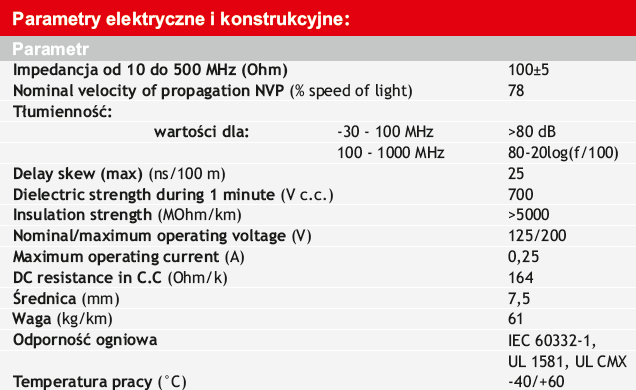 Parametry elektryczne i konstrukcyjne:
Parametr
Impedancja od 10 do 500 MHz (Ohm) 100±5
Nominal velocity of propagation NVP (% speed of light) 78
Tłumienność:
wartości dla: -30 - 100 MHz >80 dB
100 - 1000 MHz 80-20log(f/100)
Delay skew (max) (ns/100 m) 25
Dielectric strength during 1 minute (V c.c.) 700
Insulation strength (MOhm/km) >5000
Nominal/maximum operating voltage (V) 125/200
Maximum operating current (A) 0,25
DC resistance in C.C (Ohm/k) 164
Średnica (mm) 7,5
Waga (kg/km) 61
Odporność ogniowa IEC 60332-1,
UL 1581, UL CMX
Temperatura pracy (°C) -40/+60